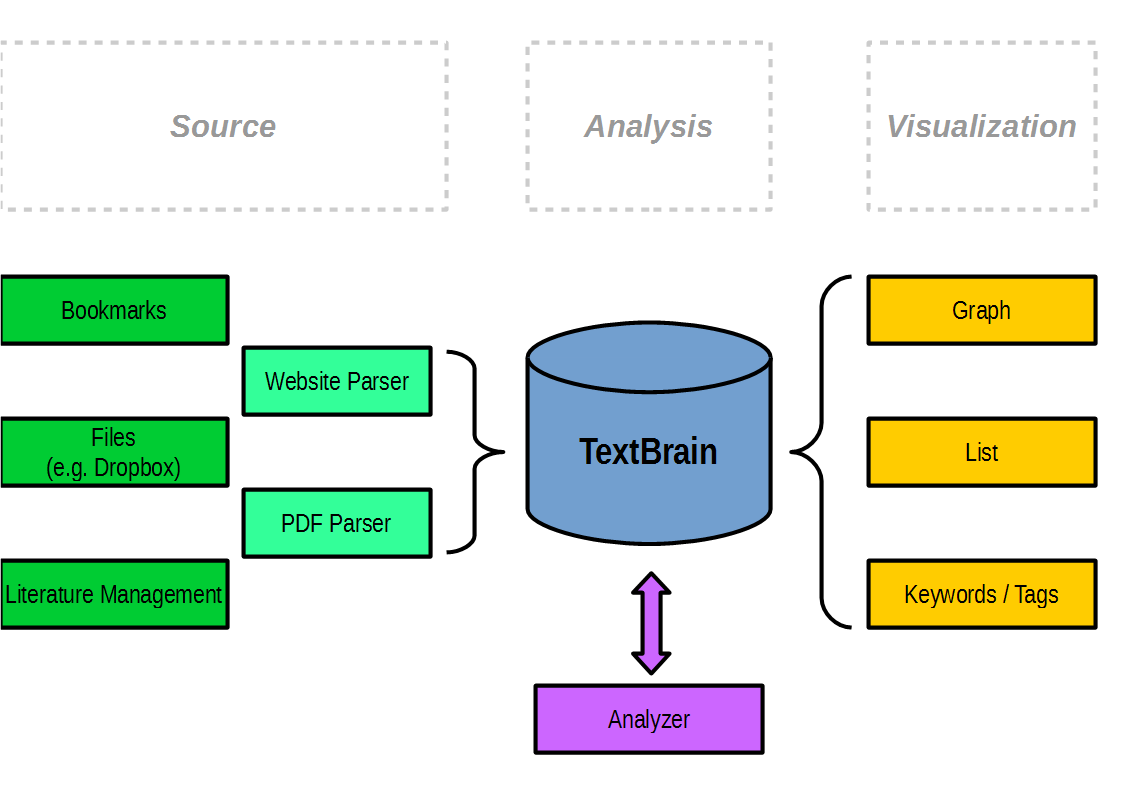 Source
Analysis
Visualization
Bookmarks
Website Parser
Files
(e.g. Dropbox)
PDF Parser
Literature Management
TextBrain
Analyzer
Graph
List
Keywords / Tags